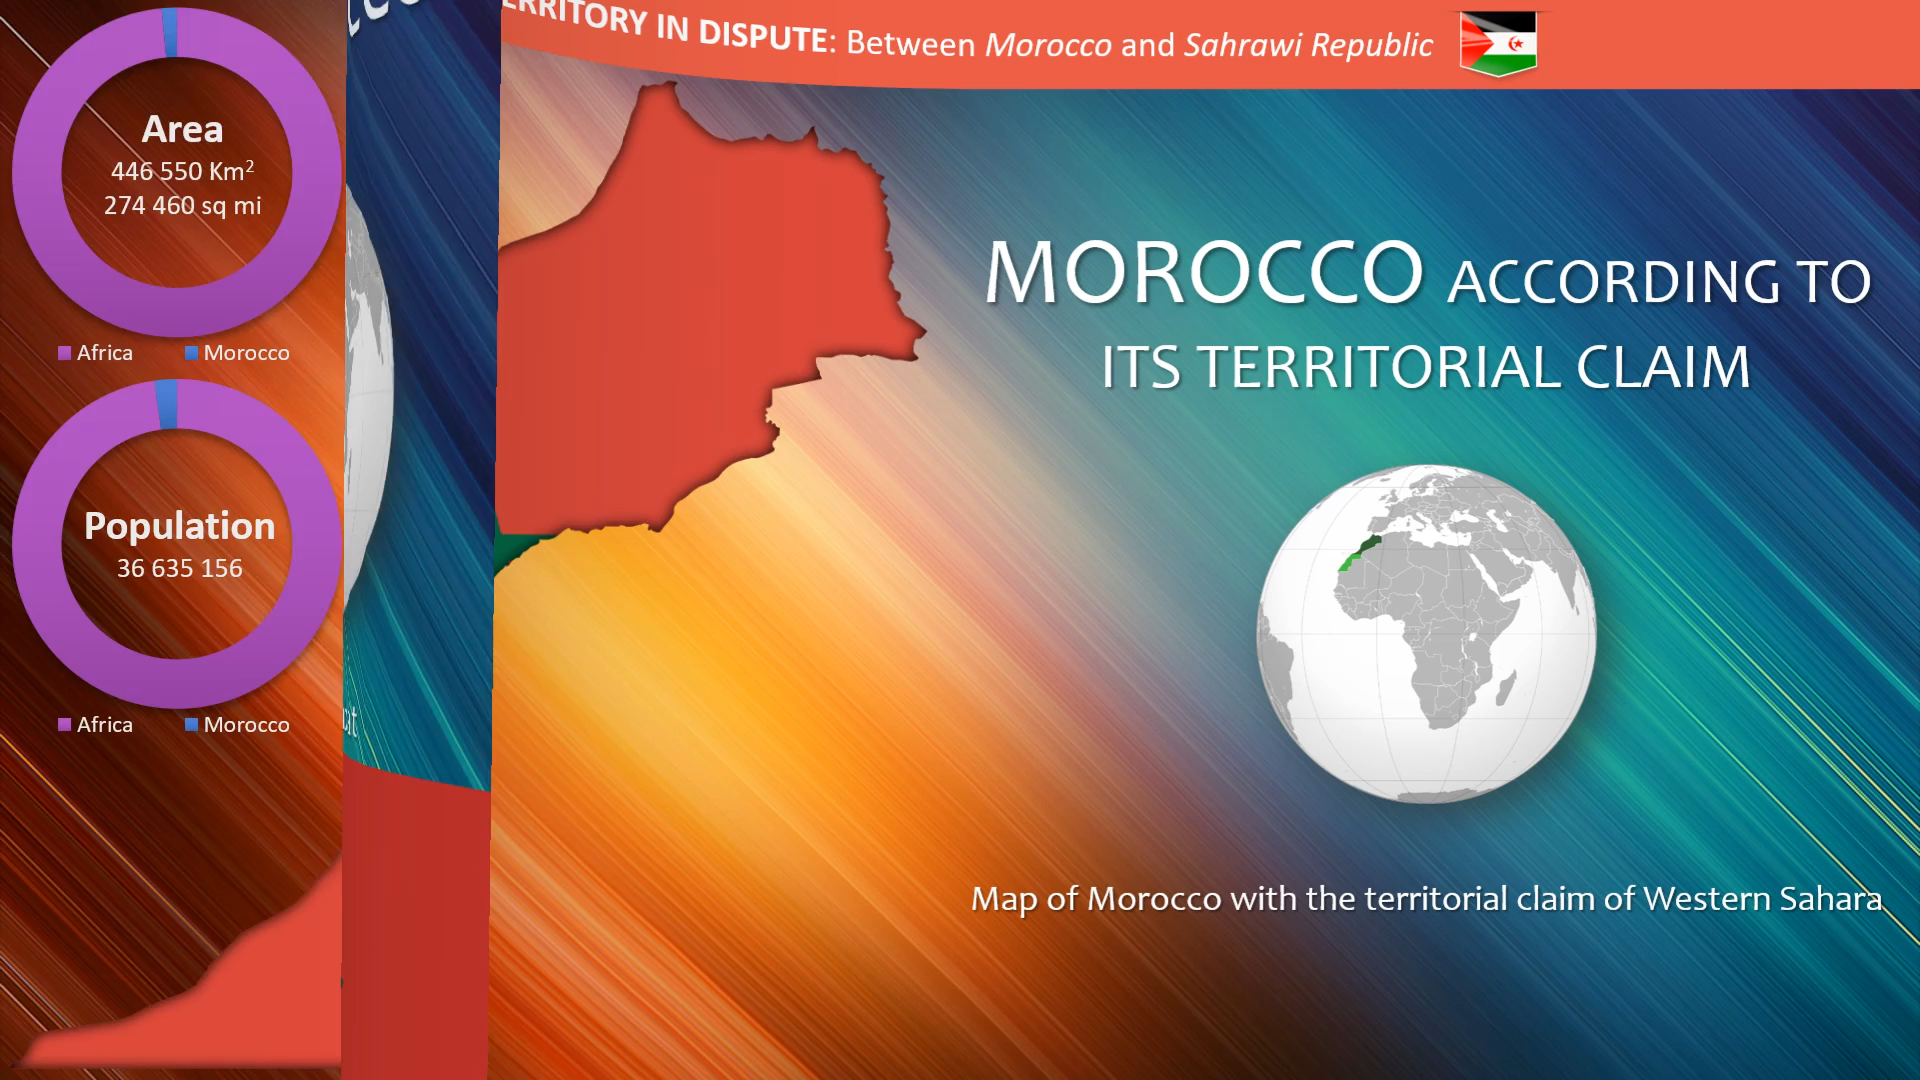 Area
446 550 Km²
274 460 sq mi
Africa Morocco
Population
36 635 156
Africa Morocco
TERRITORY IN DISPUTE: Between Morocco and Sahrawi Republic
MOROCCO ACCORDING TO
ITS TERRITORIAL CLAIM
Map of Morocco with the territorial claim of Western Sahara